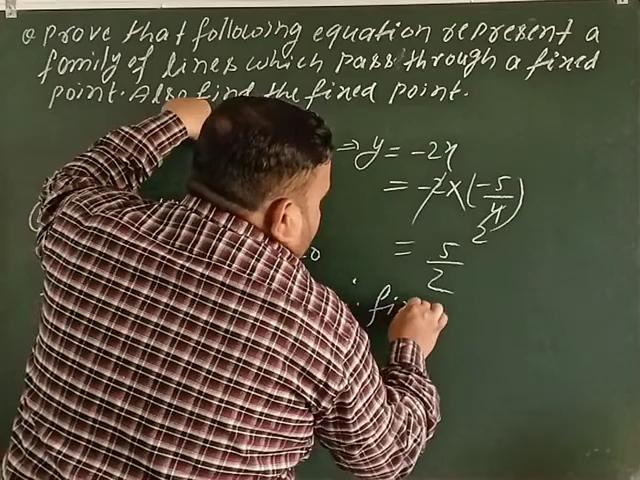 Q prove that following equation represent a
family of lines which pass through a fixed
point. Also find the fixed point.
⇒ y = -2x
= -2 × (-5/4)
2
= 5/2
∴ fi